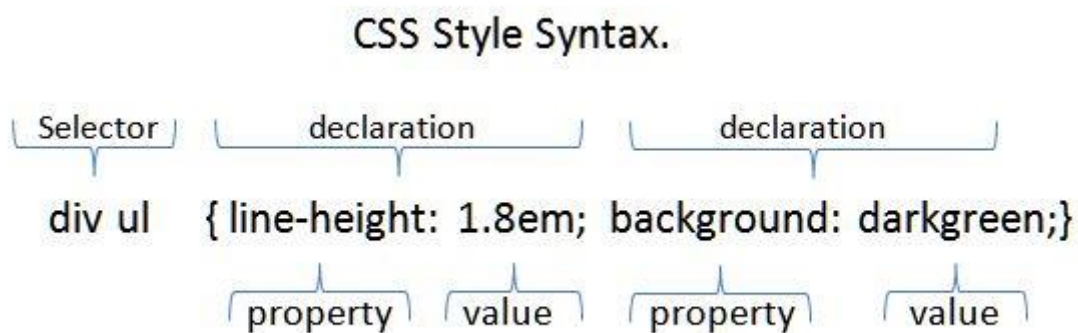 CSS Style Syntax.
Selector declaration declaration
div ul { line-height: 1.8em; background: darkgreen;}
property value property value